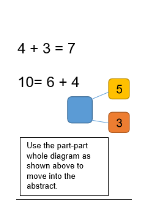 4 + 3 = 7
10= 6 + 4
5
3
Use the part-part
whole diagram as
shown above to
move into the
abstract.